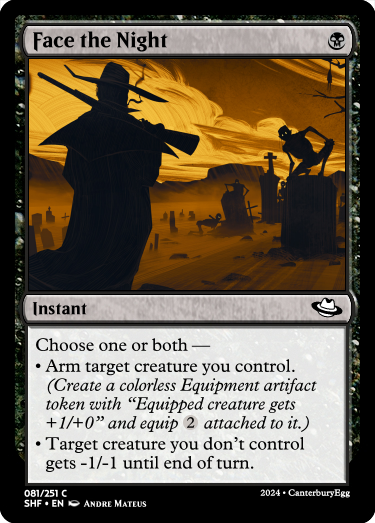 Face the Night
Instant
Choose one or both —
• Arm target creature you control.
(Create a colorless Equipment artifact
token with “Equipped creature gets
+1/+0” and equip 2 attached to it.)
• Target creature you don’t control
gets -1/-1 until end of turn.
081/251 C
SHF • EN Andre Mateus
2024 • CanterburyEgg